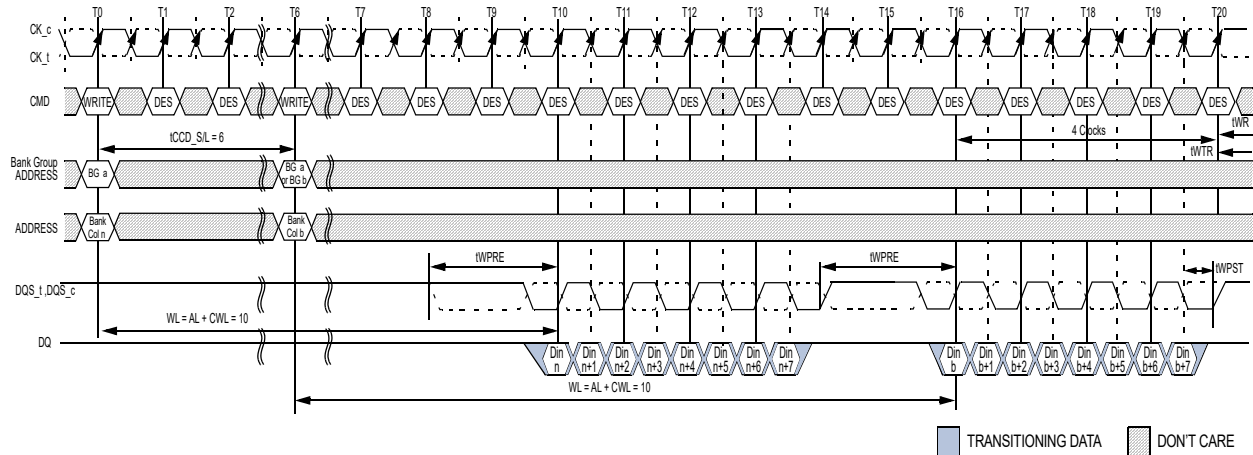 T0 T1 T2 T6 T7 T8 T9 T10 T11 T12 T13 T14 T15 T16 T17 T18 T19 T20
CK_c
CK_t
CMD WRITE DES DES WRITE DES DES DES DES DES DES DES DES DES DES DES DES DES DES
tCCD_S/L = 6 4 Clocks tWR
tWTR
Bank Group
ADDRESS BG a BG a
or BG b
ADDRESS Bank
Col n Bank
Col b
tWPRE tWPRE tWPST
DQS_t ,DQS_c
WL = AL + CWL = 10
DQ Din
n Din
n+1 Din
n+2 Din
n+3 Din
n+4 Din
n+5 Din
n+6 Din
n+7 Din
b Din
b+1 Din
b+2 Din
b+3 Din
b+4 Din
b+5 Din
b+6 Din
b+7
WL = AL + CWL = 10
TRANSITIONING DATA DON'T CARE